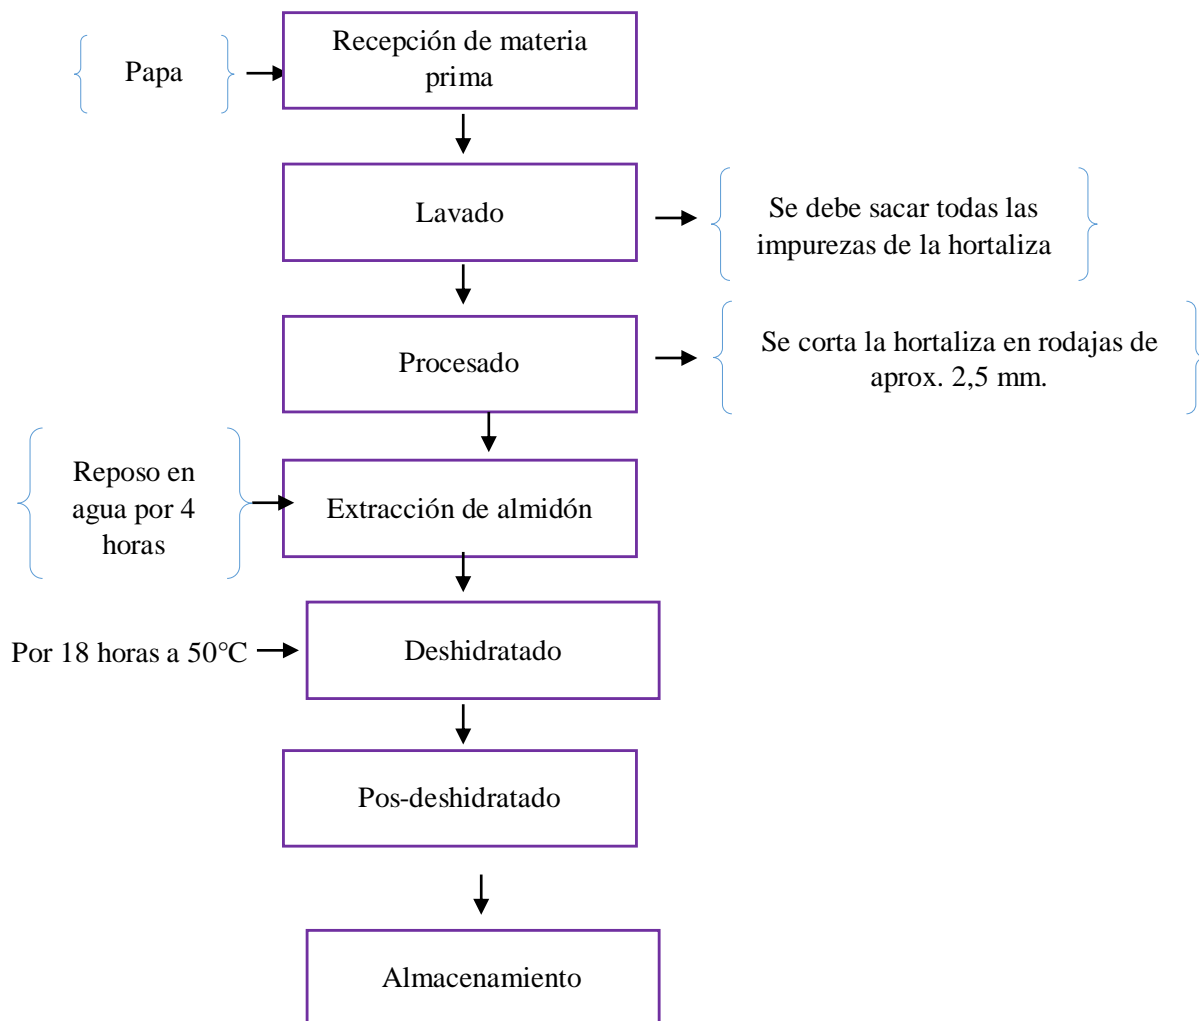 Papa
Recepción de materia
prima
Lavado
Se debe sacar todas las
impurezas de la hortaliza
Procesado
Se corta la hortaliza en rodajas de
aprox. 2,5 mm.
Reposo en
agua por 4
horas
Extracción de almidón
Por 18 horas a 50°C
Deshidratado
Pos-deshidratado
Almacenamiento